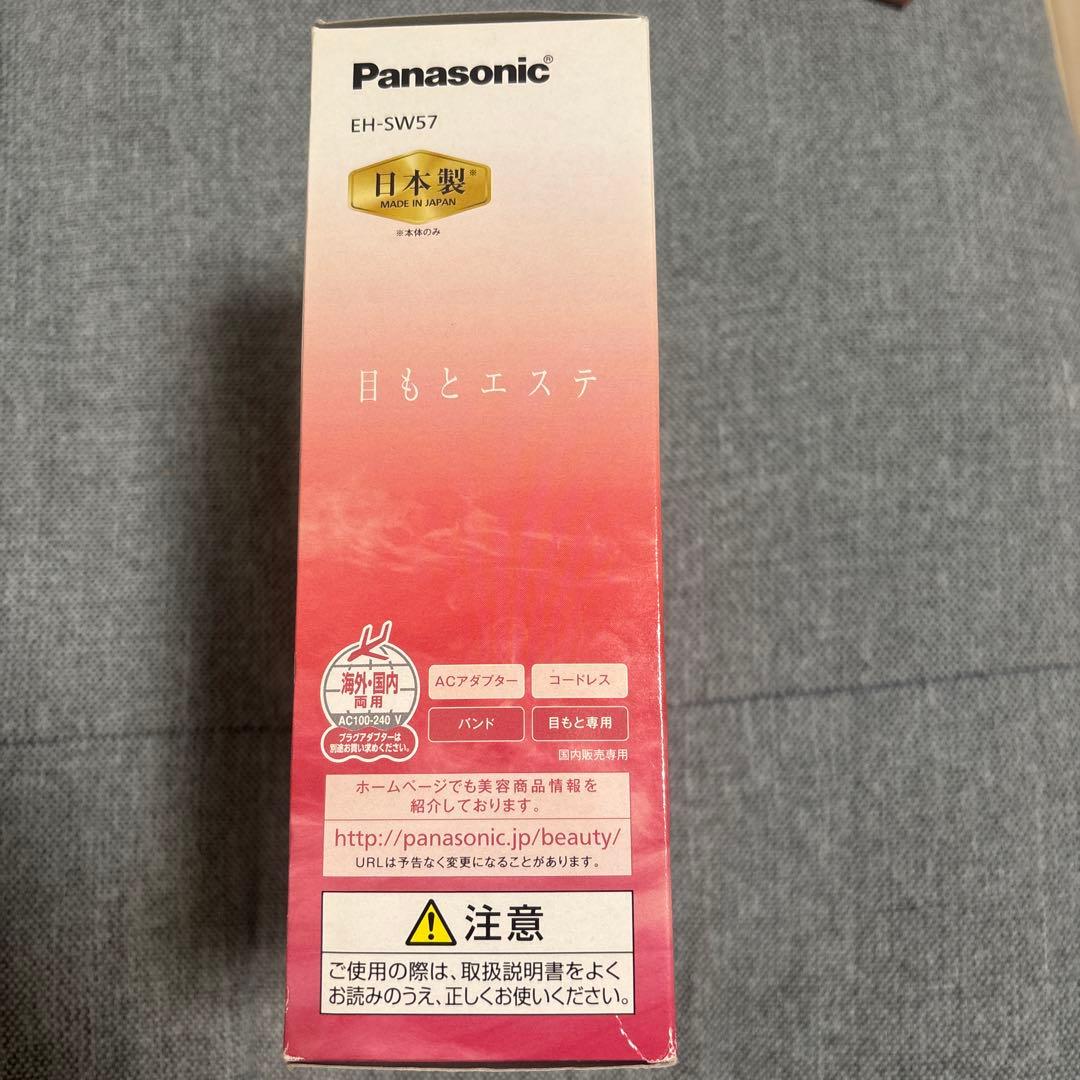 Panasonic®
EH-SW57
日本製※
MADE IN JAPAN
※本体のみ
目もとエステ
海外・国内
両用
AC100-240 V
プラグアダプターは
別途お買い求めください。
ACアダプター
コードレス
バンド
目もと専用
国内販売専用
ホームページでも美容商品情報を
紹介しております。
http://panasonic.jp/beauty/
URLは予告なく変更になることがあります。
注意
ご使用の際は、取扱説明書をよく
お読みのうえ、正しくお使いください。